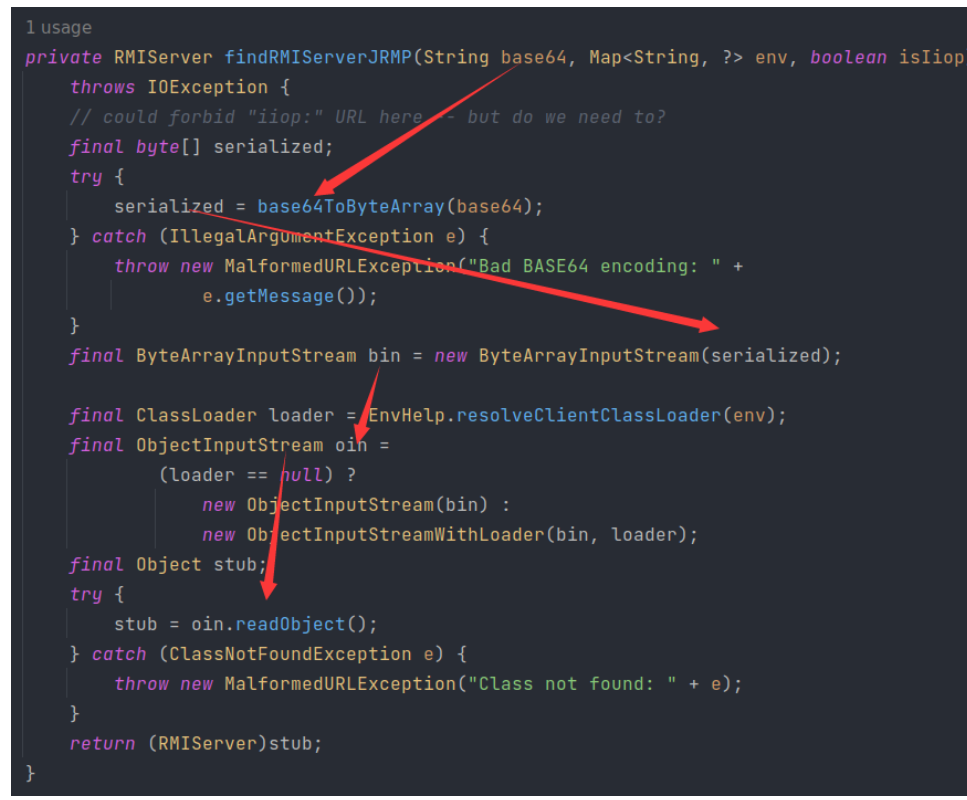 1 usage
private RMIServer findRMIServerJRMP(String base64, Map<String, ?> env, boolean isIiop
throws IOException {
// could forbid "iiop:" URL here -- but do we need to?
final byte[] serialized;
try {
serialized = base64ToByteArray(base64);
} catch (IllegalArgumentException e) {
throw new MalformedURLException("Bad BASE64 encoding: " +
e.getMessage());
}
final ByteArrayInputStream bin = new ByteArrayInputStream(serialized);
final ClassLoader loader = EnvHelp.resolveClientClassLoader(env);
final ObjectInputStream oin =
(loader == null) ?
new ObjectInputStream(bin) :
new ObjectInputStreamWithLoader(bin, loader);
final Object stub;
try {
stub = oin.readObject();
} catch (ClassNotFoundException e) {
throw new MalformedURLException("Class not found: " + e);
}
return (RMIServer)stub;
}